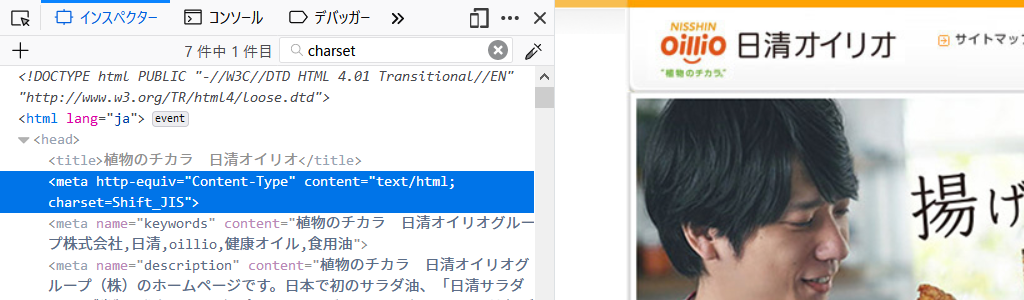 インスペクター コンソール デバッガー
7 件中 1 件目 charset
<!DOCTYPE html PUBLIC "-//W3C//DTD HTML 4.01 Transitional//EN"
"http://www.w3.org/TR/html4/loose.dtd">
<html lang="ja"> event
<head>
<title>植物のチカラ　日清オイリオ</title>
<meta http-equiv="Content-Type" content="text/html;
charset=Shift_JIS">
<meta name="keywords" content="植物のチカラ　日清オイリオグルー
プ株式会社,日清,oillio,健康オイル,食用油">
<meta name="description" content="植物のチカラ　日清オイリオグ
ループ（株）のホームページです。日本で初のサラダ油、「日清サラダ
NISSHIN
OilliO 日清オイリオ
"植物のチカラ"
サイトマップ
揚げ